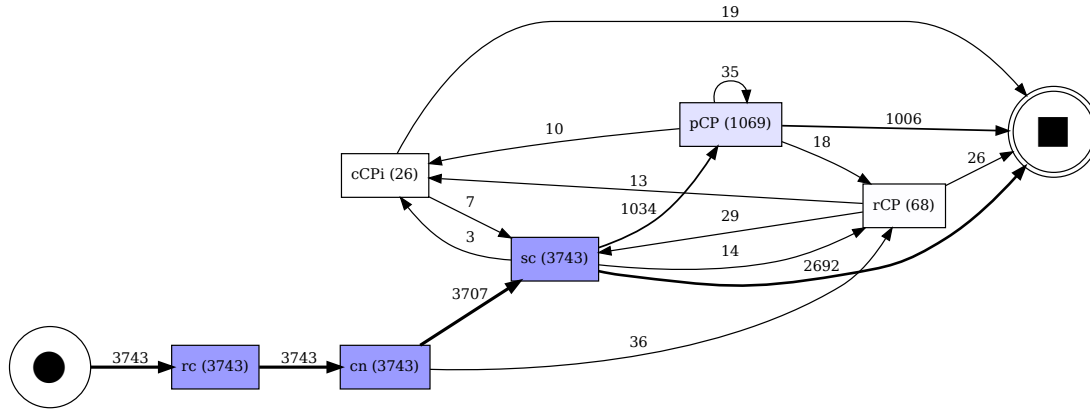 19
35
pCP (1069)
1006
10
18
26
cCPi (26)
13
rCP (68)
7
1034
29
3
14
sc (3743)
2692
3707
36
3743
rc (3743)
3743
cn (3743)